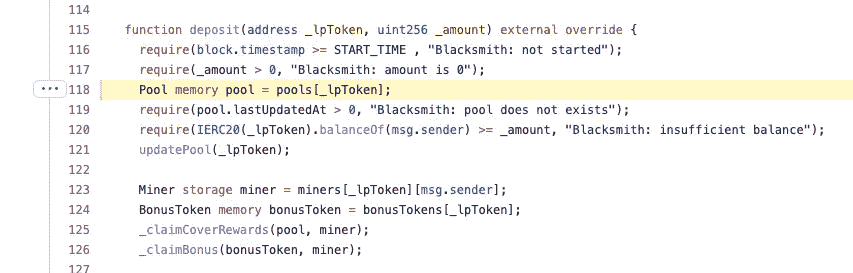 114
115 function deposit(address _lpToken, uint256 _amount) external override {
116 require(block.timestamp >= START_TIME , "Blacksmith: not started");
117 require(_amount > 0, "Blacksmith: amount is 0");
••• 118 Pool memory pool = pools[_lpToken];
119 require(pool.lastUpdatedAt > 0, "Blacksmith: pool does not exists");
120 require(IERC20(_lpToken).balanceOf(msg.sender) >= _amount, "Blacksmith: insufficient balance");
121 updatePool(_lpToken);
122
123 Miner storage miner = miners[_lpToken][msg.sender];
124 BonusToken memory bonusToken = bonusTokens[_lpToken];
125 _claimCoverRewards(pool, miner);
126 _claimBonus(bonusToken, miner);
127